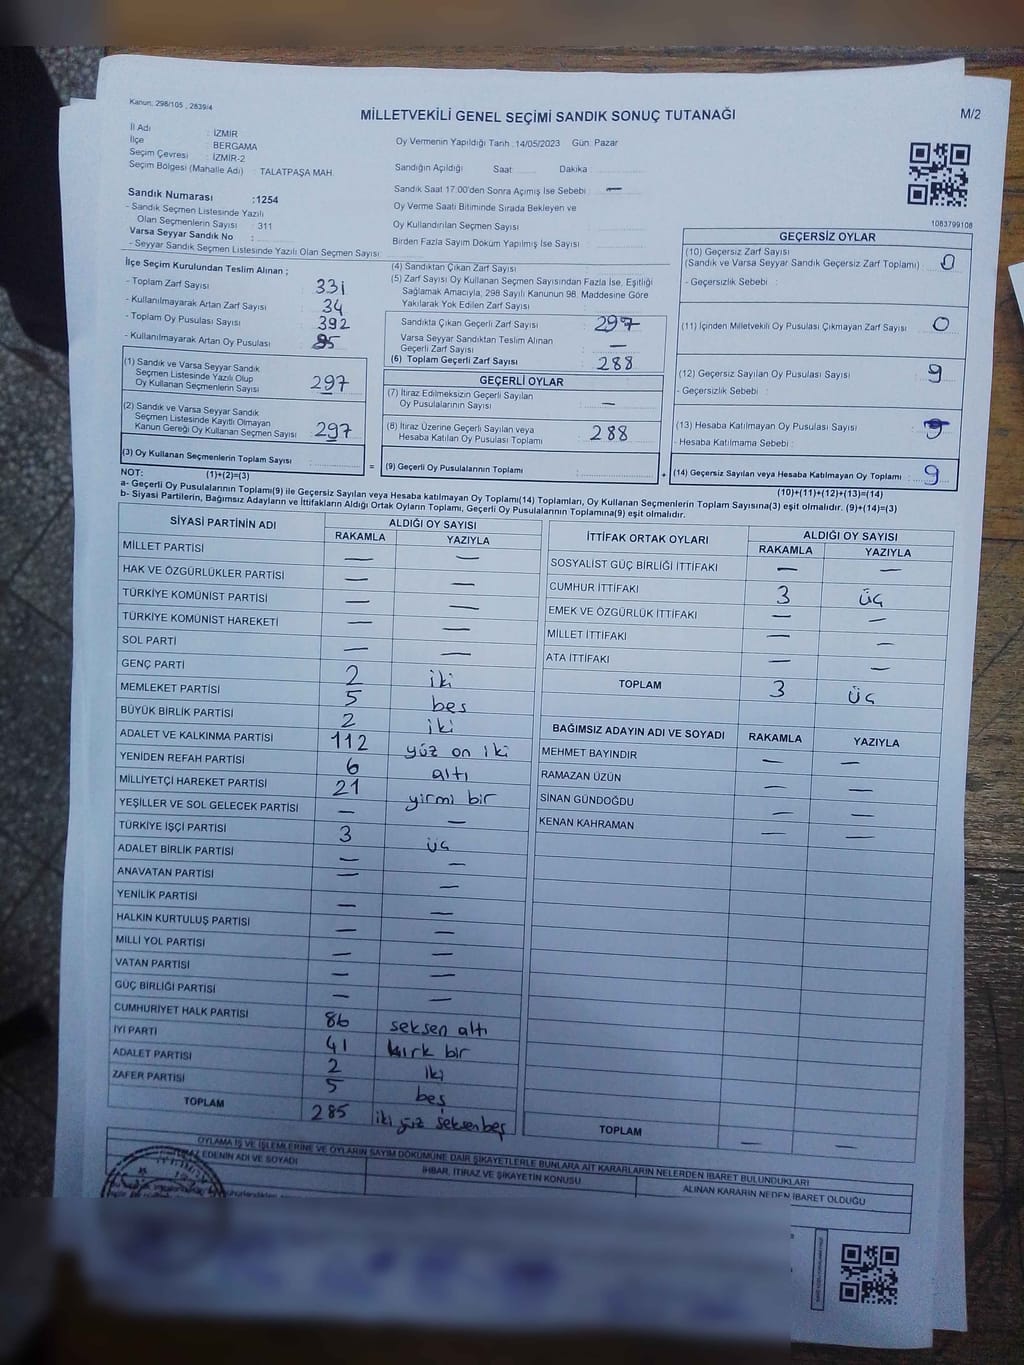 Kanun: 298/105 , 2839/4
MİLLETVEKİLİ GENEL SEÇİMİ SANDIK SONUÇ TUTANAĞI
M/2
İl Adı : İZMİR
İlçe : BERGAMA
Seçim Çevresi : İZMİR-2
Seçim Bölgesi (Mahalle Adı) : TALATPAŞA MAH.
Oy Vermenin Yapıldığı Tarih :14/05/2023 Gün: Pazar
Sandığın Açıldığı Saat: Dakika
Sandık Saat 17:00'den Sonra Açımış İse Sebebi : —
Oy Verme Saati Bitiminde Sırada Bekleyen ve
Oy Kullandırılan Seçmen Sayısı
Birden Fazla Sayım Döküm Yapılmış İse Sayısı
1083799108
Sandık Numarası :1254
- Sandık Seçmen Listesinde Yazılı
Olan Seçmenlerin Sayısı : 311
Varsa Seyyar Sandık No :
- Seyyar Sandık Seçmen Listesinde Yazılı Olan Seçmen Sayısı
İlçe Seçim Kurulundan Teslim Alınan ;
- Toplam Zarf Sayısı 331
- Kullanılmayarak Artan Zarf Sayısı 34
- Toplam Oy Pusulası Sayısı 392
- Kullanılmayarak Artan Oy Pusulası 95
(1) Sandık ve Varsa Seyyar Sandık
Seçmen Listesinde Yazılı Olup
Oy Kullanan Seçmenlerin Sayısı 297
(2) Sandık ve Varsa Seyyar Sandık
Seçmen Listesinde Kayıtlı Olmayan
Kanun Gereği Oy Kullanan Seçmen Sayısı 297
(3) Oy Kullanan Seçmenlerin Toplam Sayısı
(1)+(2)=(3)
(4) Sandıktan Çıkan Zarf Sayısı
(5) Zarf Sayısı Oy Kullanan Seçmen Sayısından Fazla İse, Eşitliği
Sağlamak Amacıyla, 298 Sayılı Kanunun 98. Maddesine Göre
Yakılarak Yok Edilen Zarf Sayısı
Sandıkta Çıkan Geçerli Zarf Sayısı 297
Varsa Seyyar Sandıktan Teslim Alınan
Geçerli Zarf Sayısı —
(6) Toplam Geçerli Zarf Sayısı 288
GEÇERLİ OYLAR
(7) İtiraz Edilmeksizin Geçerli Sayılan
Oy Pusulalarının Sayısı —
(8) İtiraz Üzerine Geçerli Sayılan veya
Hesaba Katılan Oy Pusulası Toplamı 288
= (9) Geçerli Oy Pusulalarının Toplamı +
GEÇERSİZ OYLAR
(10) Geçersiz Zarf Sayısı
(Sandık ve Varsa Seyyar Sandık Geçersiz Zarf Toplamı) : 0
- Geçersizlik Sebebi :
(11) İçinden Milletvekili Oy Pusulası Çıkmayan Zarf Sayısı 0
(12) Geçersiz Sayılan Oy Pusulası Sayısı 9
- Geçersizlik Sebebi :
(13) Hesaba Katılmayan Oy Pusulası Sayısı
- Hesaba Katılmama Sebebi :
(14) Geçersiz Sayılan veya Hesaba Katılmayan Oy Toplamı 9
(10)+(11)+(12)+(13)=(14)
NOT:
a- Geçerli Oy Pusulalarının Toplamı(9) ile Geçersiz Sayılan veya Hesaba katılmayan Oy Toplamı(14) Toplamları, Oy Kullanan Seçmenlerin Toplam Sayısına(3) eşit olmalıdır. (9)+(14)=(3)
b- Siyasi Partilerin, Bağımsız Adayların ve İttifakların Aldığı Ortak Oyların Toplamı, Geçerli Oy Pusulalarının Toplamına(9) eşit olmalıdır.
SİYASİ PARTİNİN ADI ALDIĞI OY SAYISI
RAKAMLA YAZIYLA
MİLLET PARTİSİ — —
HAK VE ÖZGÜRLÜKLER PARTİSİ — —
TÜRKİYE KOMÜNİST PARTİSİ — —
TÜRKİYE KOMÜNİST HAREKETİ — —
SOL PARTİ — —
GENÇ PARTİ 2 iki
MEMLEKET PARTİSİ 5 beş
BÜYÜK BİRLİK PARTİSİ 2 iki
ADALET VE KALKINMA PARTİSİ 112 yüz on iki
YENİDEN REFAH PARTİSİ 6 altı
MİLLİYETÇİ HAREKET PARTİSİ 21 yirmi bir
YEŞİLLER VE SOL GELECEK PARTİSİ — —
TÜRKİYE İŞÇİ PARTİSİ 3 üç
ADALET BİRLİK PARTİSİ — —
ANAVATAN PARTİSİ — —
YENİLİK PARTİSİ — —
HALKIN KURTULUŞ PARTİSİ — —
MİLLİ YOL PARTİSİ — —
VATAN PARTİSİ — —
GÜÇ BİRLİĞİ PARTİSİ — —
CUMHURİYET HALK PARTİSİ 86 seksen altı
İYİ PARTİ 41 kırk bir
ADALET PARTİSİ 2 iki
ZAFER PARTİSİ 5 beş
TOPLAM 285 iki yüz seksen beş
İTTİFAK ORTAK OYLARI ALDIĞI OY SAYISI
RAKAMLA YAZIYLA
SOSYALİST GÜÇ BİRLİĞİ İTTİFAKI — —
CUMHUR İTTİFAKI 3 üç
EMEK VE ÖZGÜRLÜK İTTİFAKI — —
MİLLET İTTİFAKI — —
ATA İTTİFAKI — —
TOPLAM 3 üç
BAĞIMSIZ ADAYIN ADI VE SOYADI RAKAMLA YAZIYLA
MEHMET BAYINDIR — —
RAMAZAN ÜZÜN — —
SİNAN GÜNDOĞDU — —
KENAN KAHRAMAN — —
TOPLAM — —
OYLAMA İŞ VE İŞLEMLERİNE VE OYLARIN SAYIM DÖKÜMÜNE DAİR ŞİKAYETLERLE BUNLARA AİT KARARLARIN NELERDEN İBARET BULUNDUKLARI
EDENİN ADI VE SOYADI İHBAR, İTİRAZ VE ŞİKAYETİN KONUSU ALINAN KARARIN NEDEN İBARET OLDUĞU